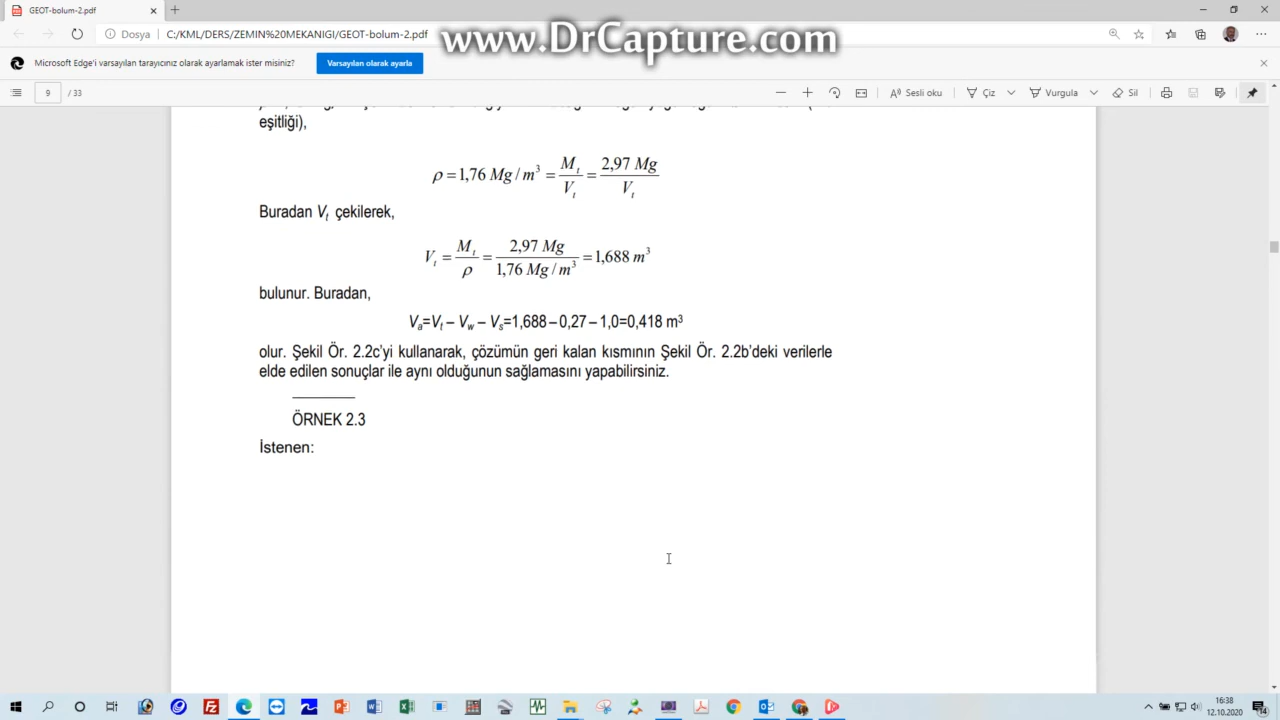 GEOT-bolum-2.pdf
Dosya C:/KML/DERS/ZEMIN'MEKANIGI/GEOT-bolum-2.pdf
www.DrCapture.com
Microsoft Edge'i varsayılan tarayıcınız olarak ayarlamak ister misiniz? Varsayılan olarak ayarla
9 / 33 Sesli oku Çiz Vurgula Sil
eşitliği),
ρ = 1,76 Mg / m³ = Mt / Vt = 2,97 Mg / Vt
Buradan Vt çekilerek,
Vt = Mt / ρ = 2,97 Mg / 1,76 Mg / m³ = 1,688 m³
bulunur. Buradan,
Va=Vt – Vw – Vs=1,688 – 0,27 – 1,0=0,418 m³
olur. Şekil Ör. 2.2c'yi kullanarak, çözümün geri kalan kısmının Şekil Ör. 2.2b'deki verilerle
elde edilen sonuçlar ile aynı olduğunun sağlamasını yapabilirsiniz.
ÖRNEK 2.3
İstenen:
16:38
12.10.2020